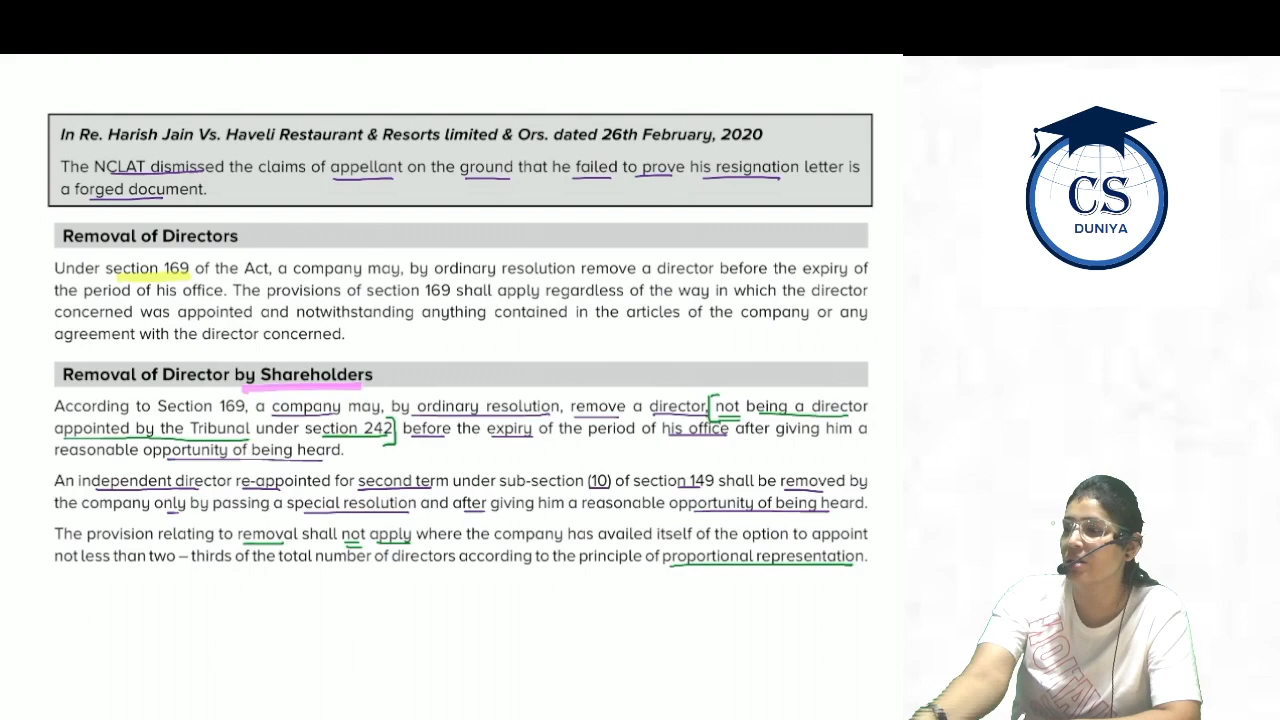 In Re. Harish Jain Vs. Haveli Restaurant & Resorts limited & Ors. dated 26th February, 2020
The NCLAT dismissed the claims of appellant on the ground that he failed to prove his resignation letter is
a forged document.
Removal of Directors
Under section 169 of the Act, a company may, by ordinary resolution remove a director before the expiry of
the period of his office. The provisions of section 169 shall apply regardless of the way in which the director
concerned was appointed and notwithstanding anything contained in the articles of the company or any
agreement with the director concerned.
Removal of Director by Shareholders
According to Section 169, a company may, by ordinary resolution, remove a director, not being a director
appointed by the Tribunal under section 242, before the expiry of the period of his office after giving him a
reasonable opportunity of being heard.
An independent director re-appointed for second term under sub-section (10) of section 149 shall be removed by
the company only by passing a special resolution and after giving him a reasonable opportunity of being heard.
The provision relating to removal shall not apply where the company has availed itself of the option to appoint
not less than two – thirds of the total number of directors according to the principle of proportional representation.
CS
DUNIYA